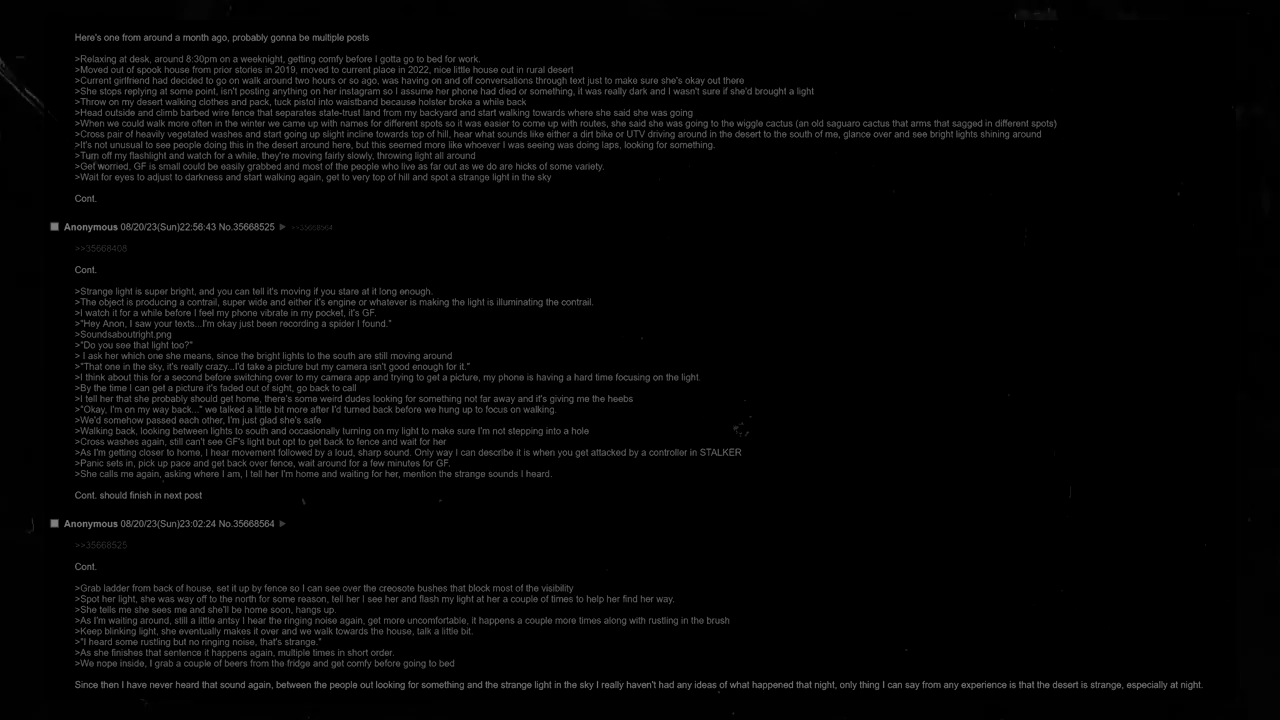 Here's one from around a month ago, probably gonna be multiple posts
>Relaxing at desk, around 8:30pm on a weeknight, getting comfy before I gotta go to bed for work.
>Moved out of spook house from prior stories in 2019, moved to current place in 2022, nice little house out in rural desert
>Current girlfriend had decided to go on walk around two hours or so ago, was having on and off conversations through text just to make sure she's okay out there
>She stops replying at some point, isn't posting anything on her instagram so I assume her phone had died or something, it was really dark and I wasn't sure if she'd brought a light
>Throw on my desert walking clothes and pack, tuck pistol into waistband because holster broke a while back
>Head outside and climb barbed wire fence that separates state-trust land from my backyard and start walking towards where she said she was going
>When we could walk more often in the winter we came up with names for different spots so it was easier to come up with routes, she said she was going to the wiggle cactus (an old saguaro cactus that arms that sagged in different spots)
>Cross pair of heavily vegetated washes and start going up slight incline towards top of hill, hear what sounds like either a dirt bike or UTV driving around in the desert to the south of me, glance over and see bright lights shining around
>It's not unusual to see people doing this in the desert around here, but this seemed more like whoever I was seeing was doing laps, looking for something.
>Turn off my flashlight and watch for a while, they're moving fairly slowly, throwing light all around
>Get worried, GF is small could be easily grabbed and most of the people who live as far out as we do are hicks of some variety.
>Wait for eyes to adjust to darkness and start walking again, get to very top of hill and spot a strange light in the sky
Cont.
Anonymous 08/20/23(Sun)22:56:43 No.35668525 ▶ >>35668564
>>35668408
Cont.
>Strange light is super bright, and you can tell it's moving if you stare at it long enough.
>The object is producing a contrail, super wide and either it's engine or whatever is making the light is illuminating the contrail.
>I watch it for a while before I feel my phone vibrate in my pocket, it's GF.
>"Hey Anon, I saw your texts...I'm okay just been recording a spider I found."
>Soundsaboutright.png
>"Do you see that light too?"
> I ask her which one she means, since the bright lights to the south are still moving around
>"That one in the sky, it's really crazy...I'd take a picture but my camera isn't good enough for it."
>I think about this for a second before switching over to my camera app and trying to get a picture, my phone is having a hard time focusing on the light.
>By the time I can get a picture it's faded out of sight, go back to call
>I tell her that she probably should get home, there's some weird dudes looking for something not far away and it's giving me the heebs
>"Okay, I'm on my way back..." we talked a little bit more after I'd turned back before we hung up to focus on walking.
>We'd somehow passed each other, I'm just glad she's safe
>Walking back, looking between lights to south and occasionally turning on my light to make sure I'm not stepping into a hole
>Cross washes again, still can't see GF's light but opt to get back to fence and wait for her
>As I'm getting closer to home, I hear movement followed by a loud, sharp sound. Only way I can describe it is when you get attacked by a controller in STALKER
>Panic sets in, pick up pace and get back over fence, wait around for a few minutes for GF.
>She calls me again, asking where I am, I tell her I'm home and waiting for her, mention the strange sounds I heard.
Cont. should finish in next post
Anonymous 08/20/23(Sun)23:02:24 No.35668564 ▶
>>35668525
Cont.
>Grab ladder from back of house, set it up by fence so I can see over the creosote bushes that block most of the visibility
>Spot her light, she was way off to the north for some reason, tell her I see her and flash my light at her a couple of times to help her find her way.
>She tells me she sees me and she'll be home soon, hangs up.
>As I'm waiting around, still a little antsy I hear the ringing noise again, get more uncomfortable, it happens a couple more times along with rustling in the brush
>Keep blinking light, she eventually makes it over and we walk towards the house, talk a little bit.
>"I heard some rustling but no ringing noise, that's strange."
>As she finishes that sentence it happens again, multiple times in short order.
>We nope inside, I grab a couple of beers from the fridge and get comfy before going to bed
Since then I have never heard that sound again, between the people out looking for something and the strange light in the sky I really haven't had any ideas of what happened that night, only thing I can say from any experience is that the desert is strange, especially at night.